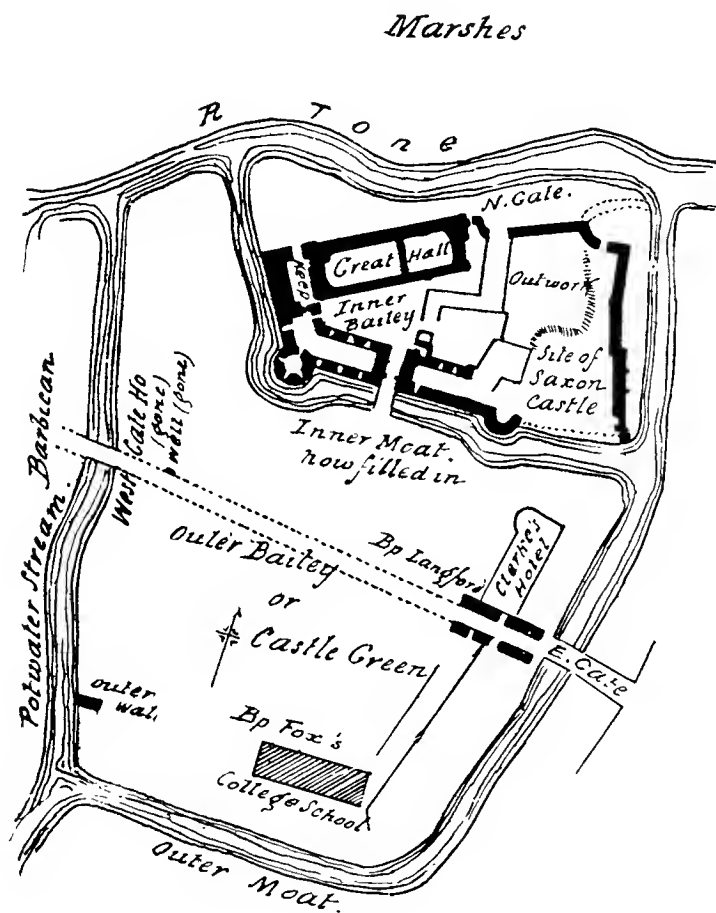 Marshes
R Tone
N. Gate.
Great Hall
Keep
Outwork
Inner
Bailey
Site of
Saxon
Castle
Inner Moat.
now filled in
Barbican
West Gate Ho
(gone)
Well (gone)
Potwater Stream.
Outer Bailey
or
Castle Green
Bp Langford
Clarke's
Hotel
E. Gate
outer
wal.
Bp Fox's
College School
Outer Moat.